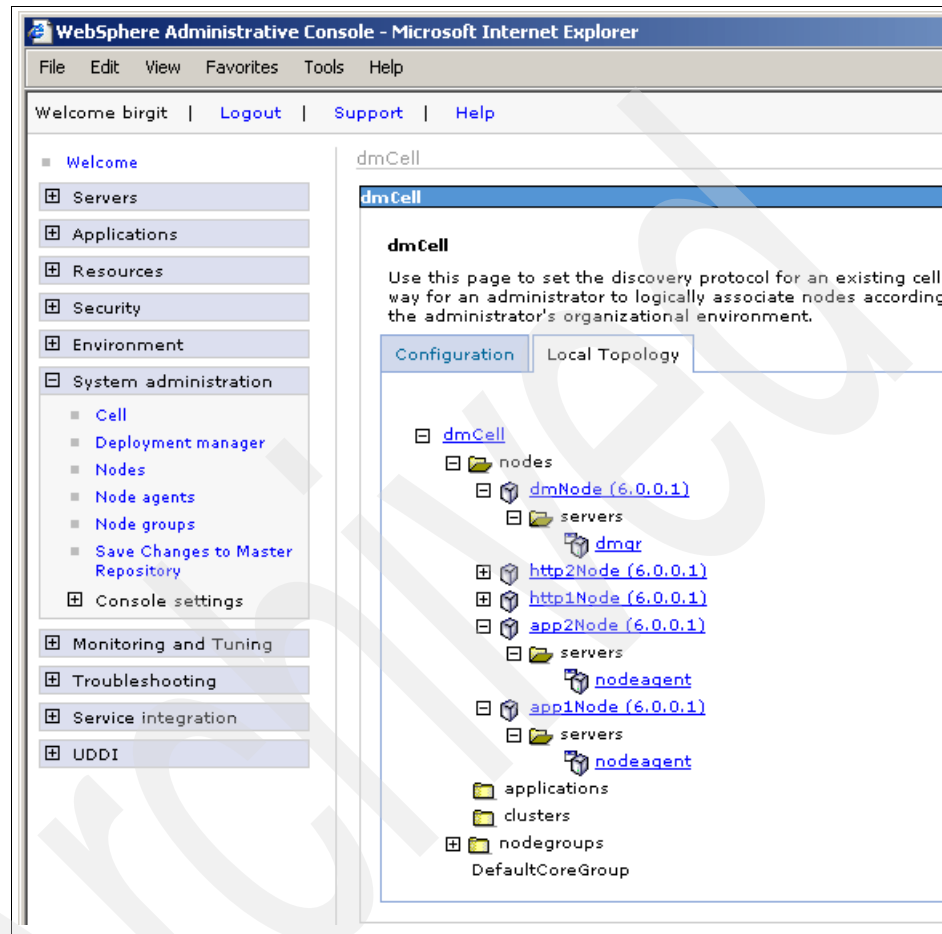 WebSphere Administrative Console - Microsoft Internet Explorer
File Edit View Favorites Tools Help
Welcome birgit | Logout | Support | Help
Welcome
Servers
Applications
Resources
Security
Environment
System administration
Cell
Deployment manager
Nodes
Node agents
Node groups
Save Changes to Master
Repository
Console settings
Monitoring and Tuning
Troubleshooting
Service integration
UDDI
dmCell
dmCell
dmCell
Use this page to set the discovery protocol for an existing cell
way for an administrator to logically associate nodes according
the administrator's organizational environment.
Configuration Local Topology
dmCell
nodes
dmNode (6.0.0.1)
servers
dmgr
http2Node (6.0.0.1)
http1Node (6.0.0.1)
app2Node (6.0.0.1)
servers
nodeagent
app1Node (6.0.0.1)
servers
nodeagent
applications
clusters
nodegroups
DefaultCoreGroup